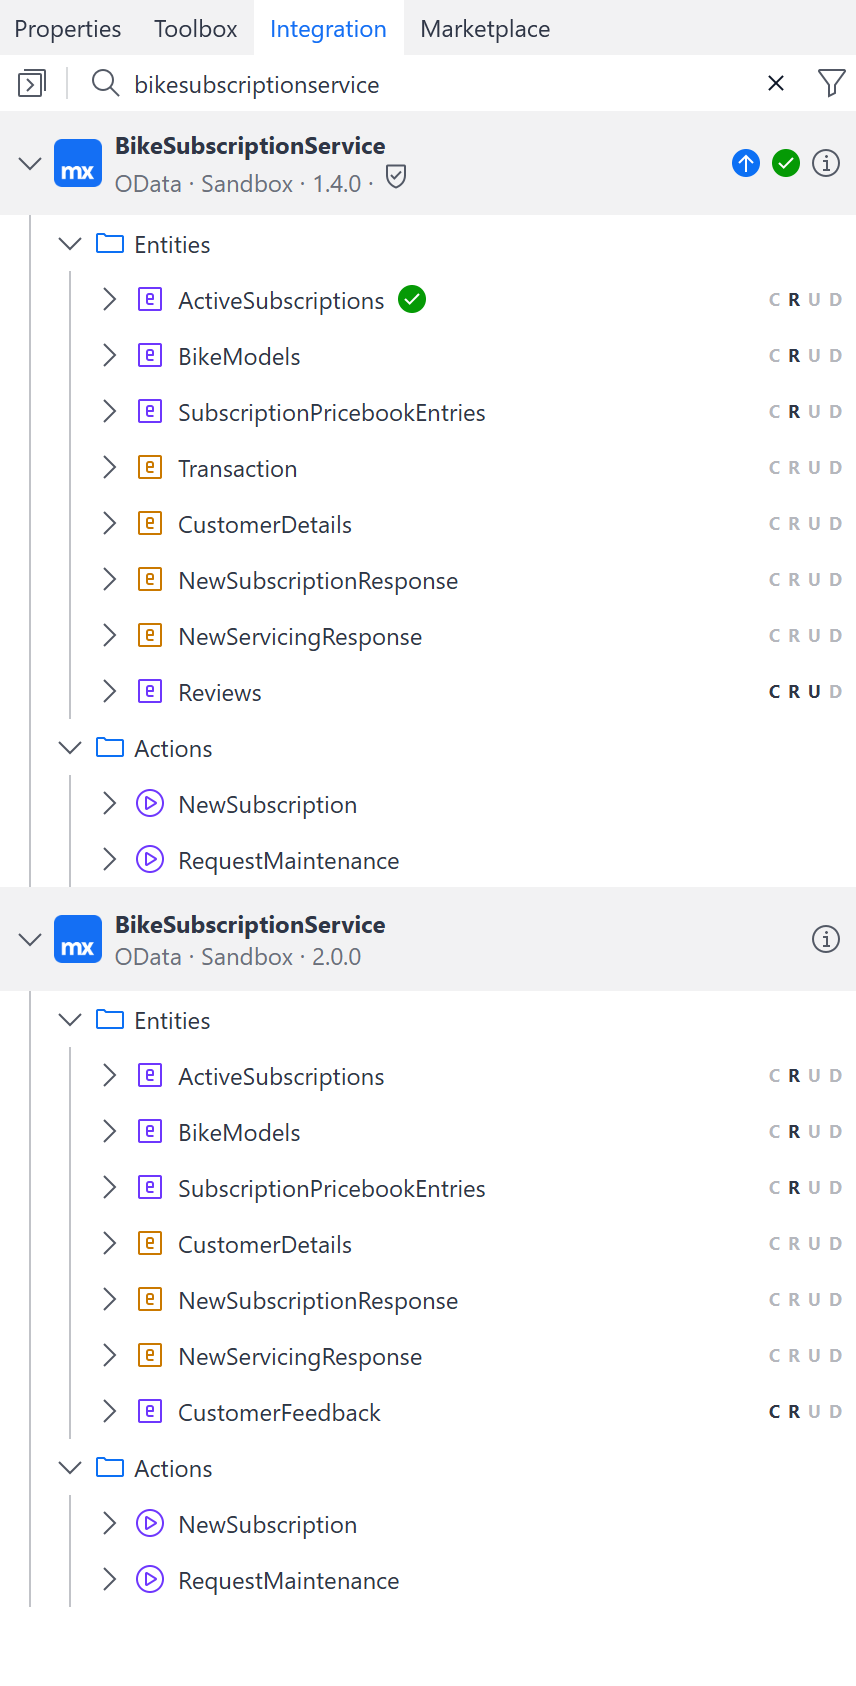 Properties Toolbox Integration Marketplace
bikesubscriptionservice
BikeSubscriptionService
mx
OData · Sandbox · 1.4.0 ·
Entities
e ActiveSubscriptions C R U D
e BikeModels C R U D
e SubscriptionPricebookEntries C R U D
e Transaction C R U D
e CustomerDetails C R U D
e NewSubscriptionResponse C R U D
e NewServicingResponse C R U D
e Reviews C R U D
Actions
NewSubscription
RequestMaintenance
BikeSubscriptionService
mx
OData · Sandbox · 2.0.0
Entities
e ActiveSubscriptions C R U D
e BikeModels C R U D
e SubscriptionPricebookEntries C R U D
e CustomerDetails C R U D
e NewSubscriptionResponse C R U D
e NewServicingResponse C R U D
e CustomerFeedback C R U D
Actions
NewSubscription
RequestMaintenance